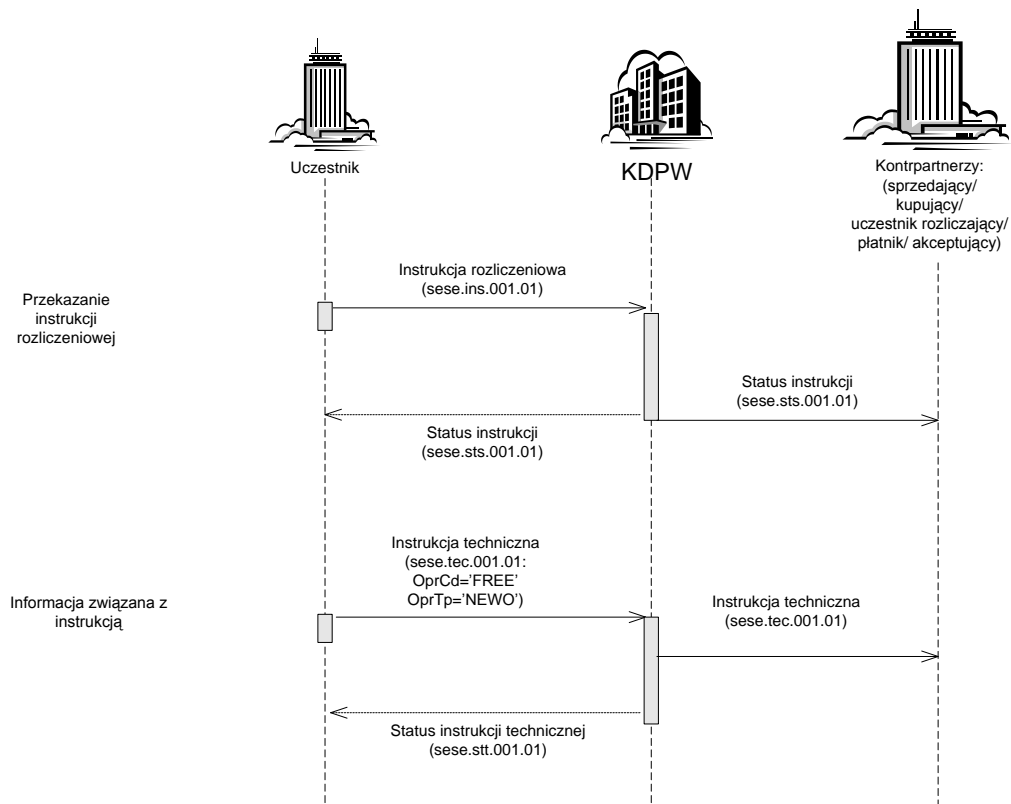 Uczestnik
KDPW
Kontrpartnerzy:
(sprzedający/
kupujący/
uczestnik rozliczający/
płatnik/ akceptujący)
Przekazanie
instrukcji
rozliczeniowej
Instrukcja rozliczeniowa
(sese.ins.001.01)
Status instrukcji
(sese.sts.001.01)
Status instrukcji
(sese.sts.001.01)
Informacja związana z
instrukcją
Instrukcja techniczna
(sese.tec.001.01:
OprCd='FREE'
OprTp='NEWO')
Instrukcja techniczna
(sese.tec.001.01)
Status instrukcji technicznej
(sese.stt.001.01)